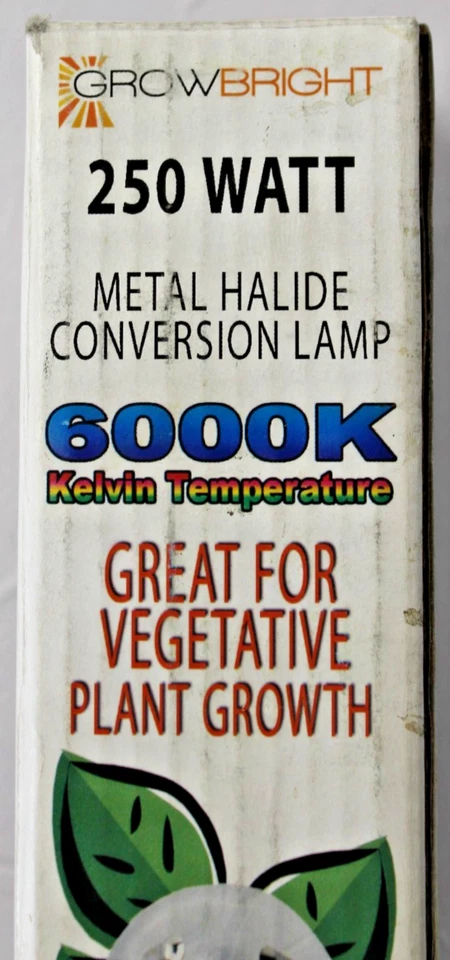 GROWBRIGHT
250 WATT
METAL HALIDE
CONVERSION LAMP
6000K
Kelvin Temperature
GREAT FOR
VEGETATIVE
PLANT GROWTH